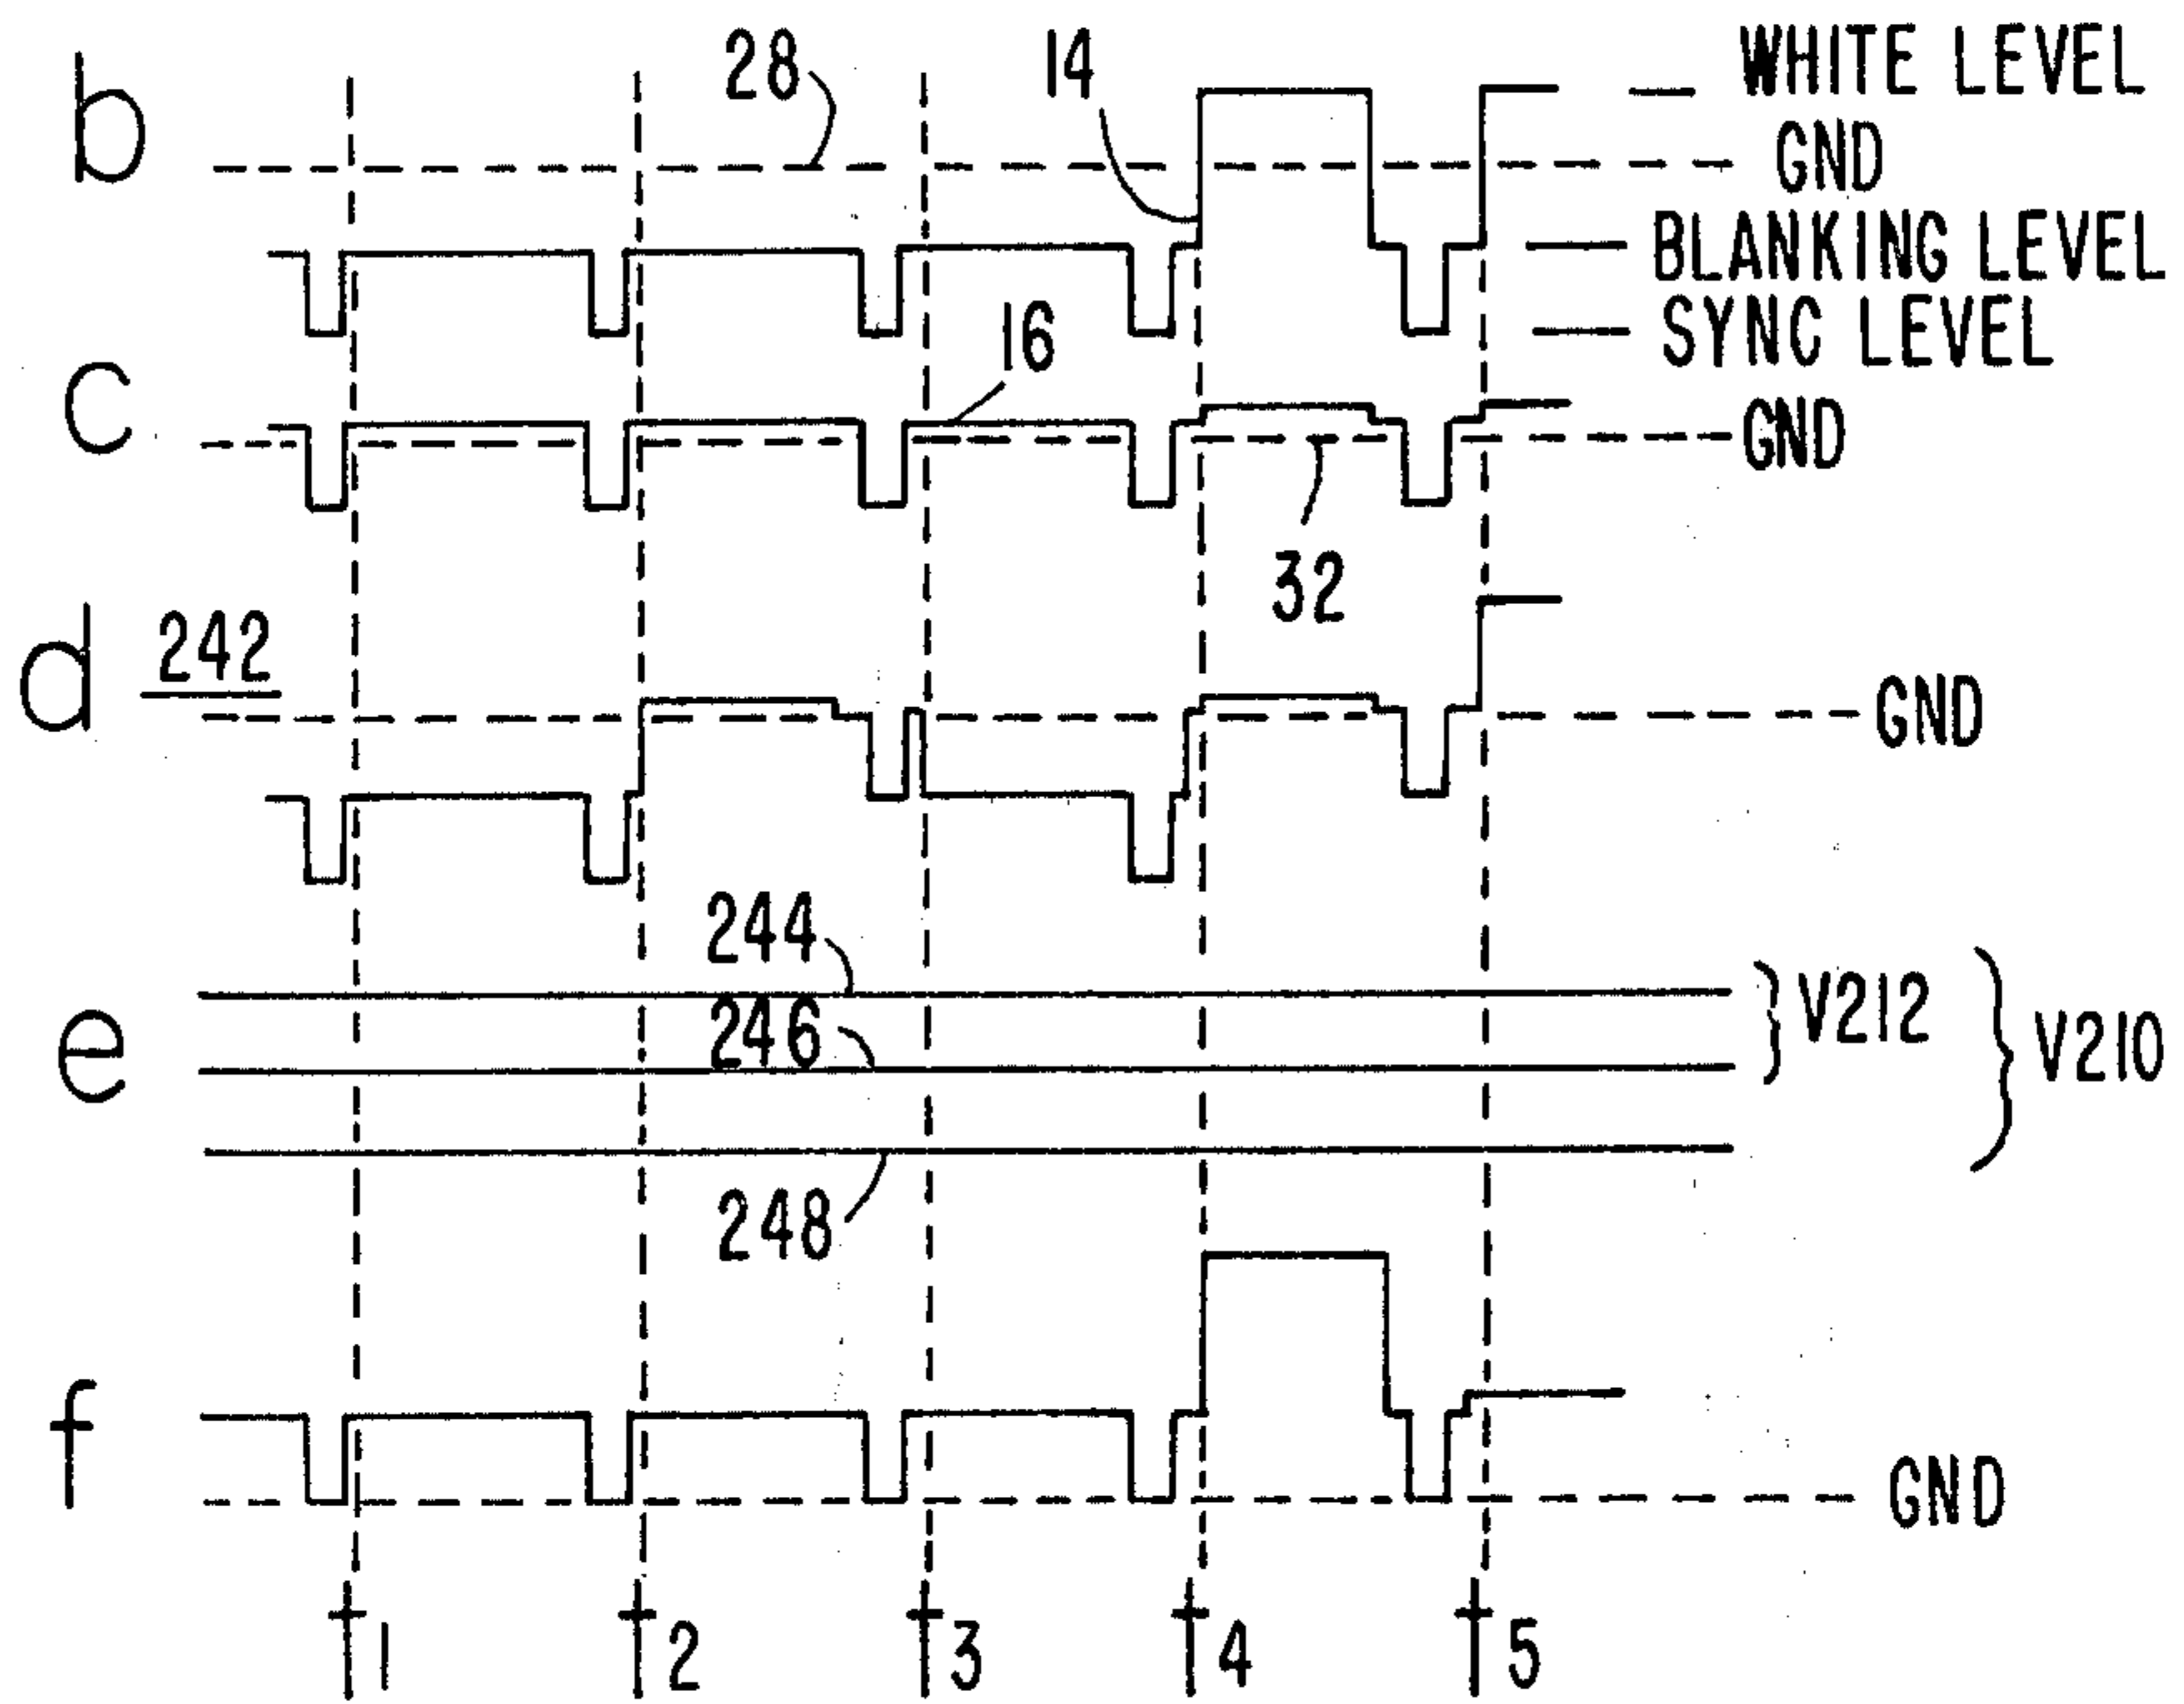 b
28
14
WHITE LEVEL
GND
BLANKING LEVEL
SYNC LEVEL
c
16
GND
32
d
242
GND
244
e
246
V212
V210
248
f
GND
t1
t2
t3
t4
t5